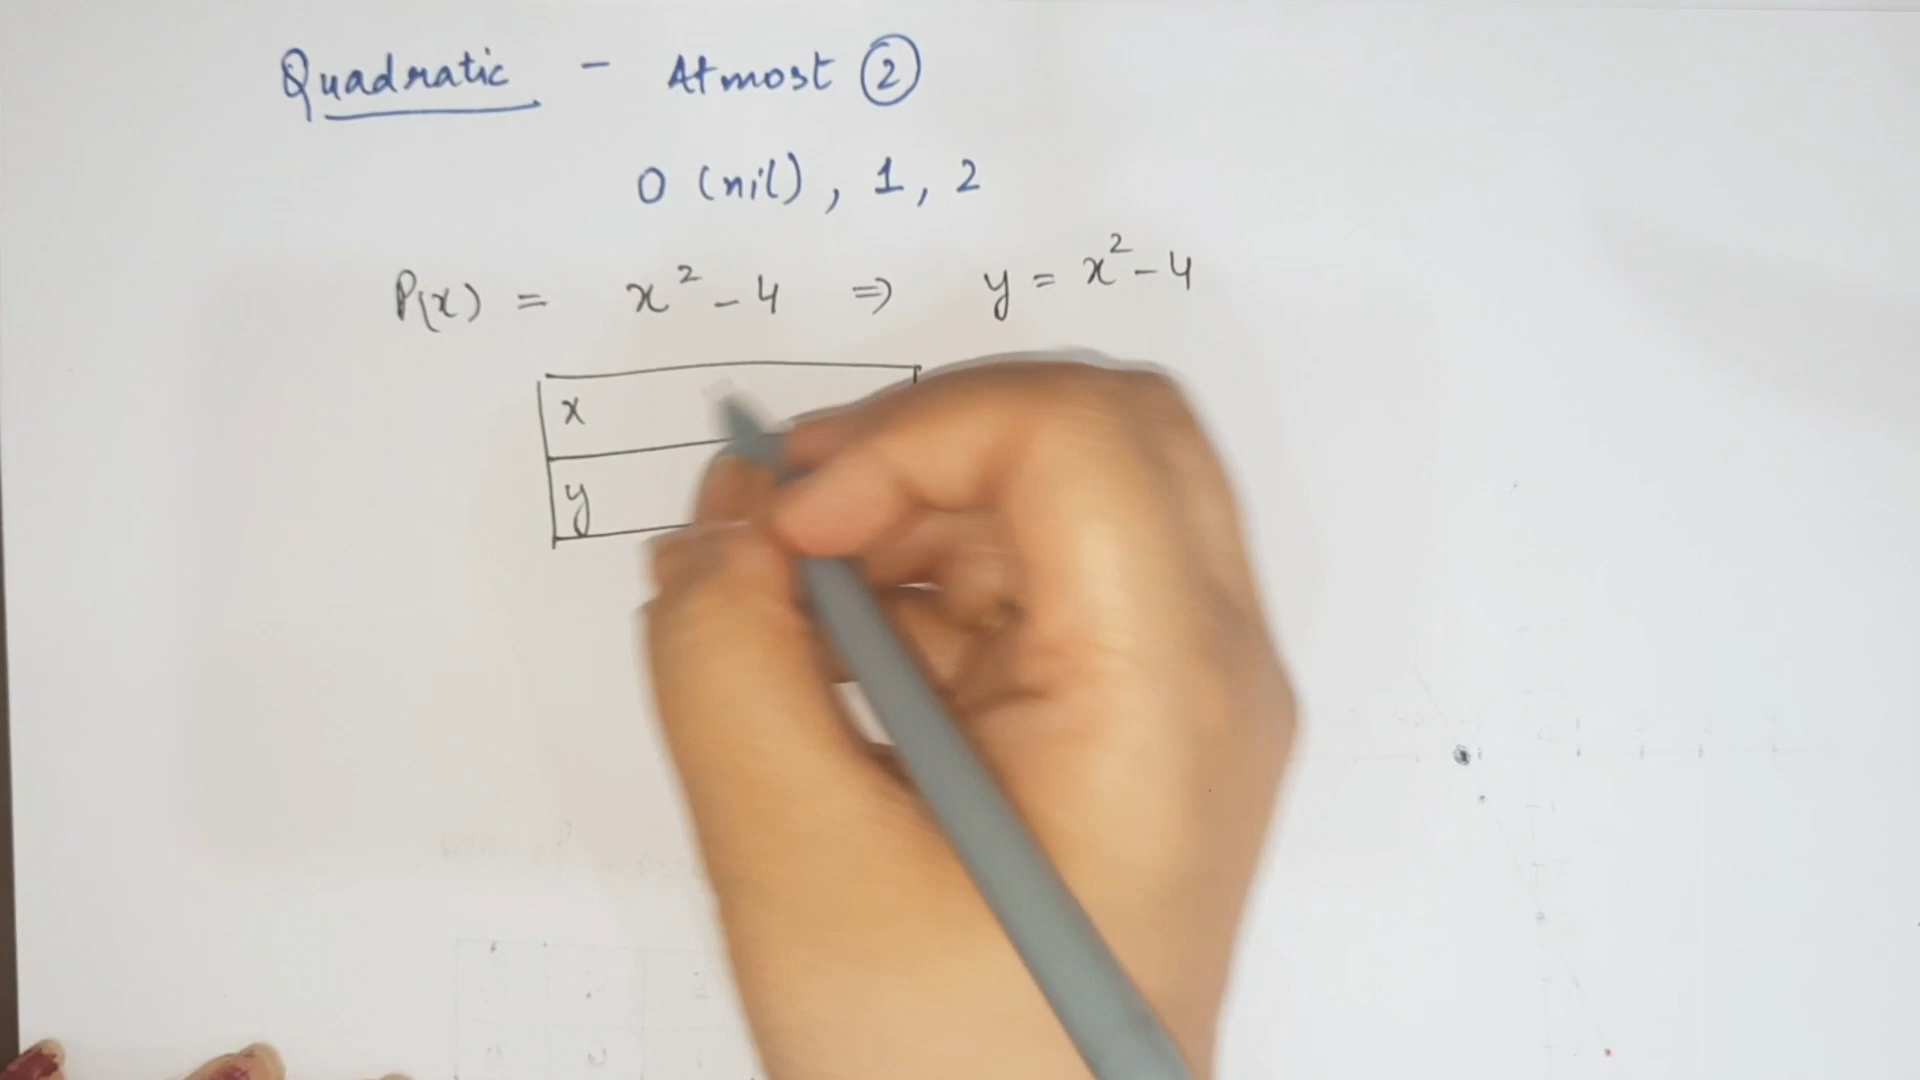 Quadratic - Atmost ②
0 (nil), 1, 2
P(x) = x² - 4 ⇒ y = x² - 4
x
y